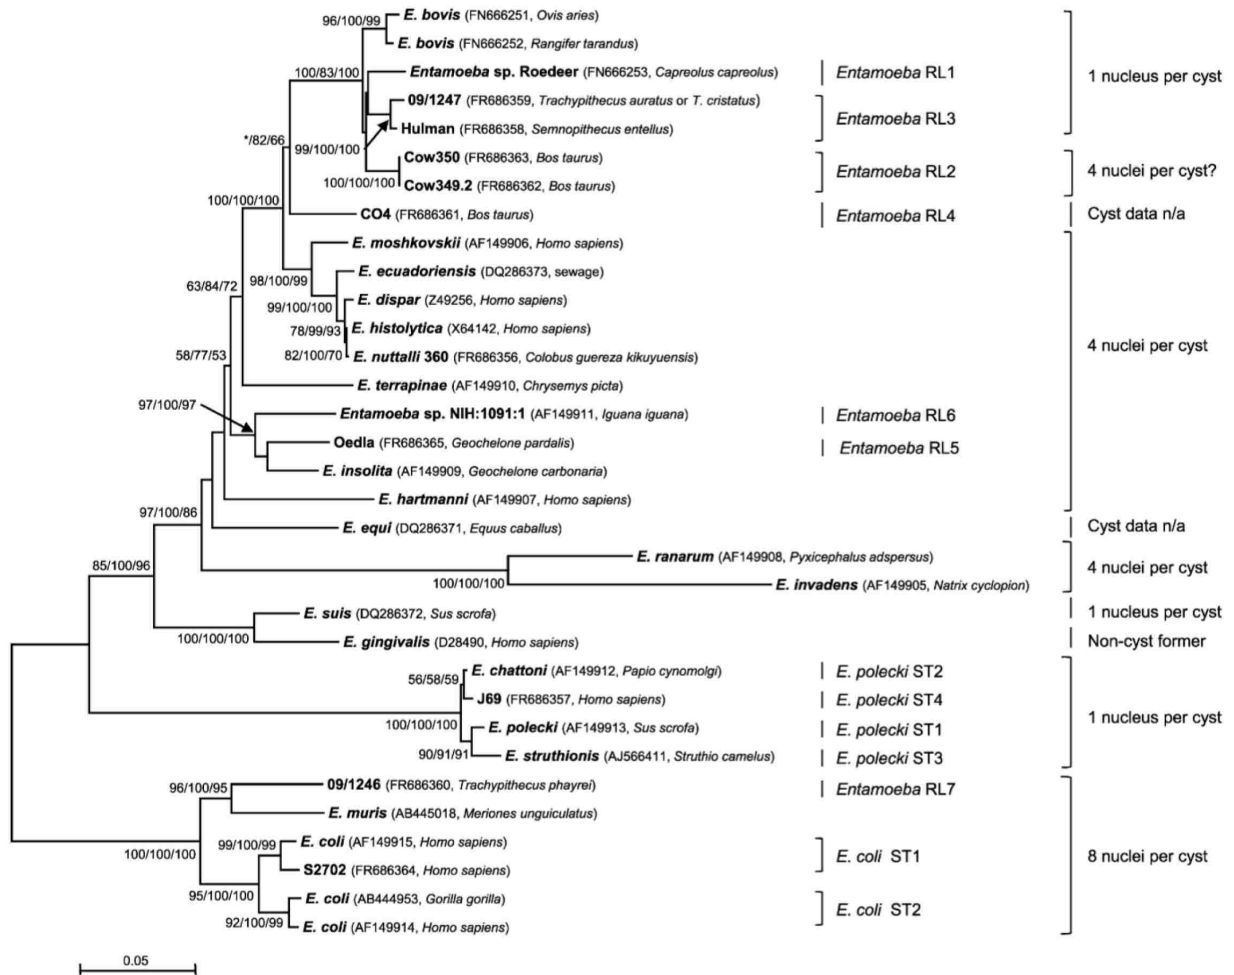 96/100/99
E. bovis (FN666251, Ovis aries)
E. bovis (FN666252, Rangifer tarandus)
100/83/100
Entamoeba sp. Roedeer (FN666253, Capreolus capreolus)
Entamoeba RL1
1 nucleus per cyst
09/1247 (FR686359, Trachypithecus auratus or T. cristatus)
Entamoeba RL3
Hulman (FR686358, Semnopithecus entellus)
*/82/66
99/100/100
Cow350 (FR686363, Bos taurus)
Entamoeba RL2
4 nuclei per cyst?
100/100/100
Cow349.2 (FR686362, Bos taurus)
100/100/100
CO4 (FR686361, Bos taurus)
Entamoeba RL4
Cyst data n/a
E. moshkovskii (AF149906, Homo sapiens)
98/100/99
E. ecuadoriensis (DQ286373, sewage)
63/84/72
99/100/100
E. dispar (Z49256, Homo sapiens)
78/99/93
E. histolytica (X64142, Homo sapiens)
4 nuclei per cyst
58/77/53
82/100/70
E. nuttalli 360 (FR686356, Colobus guereza kikuyuensis)
E. terrapinae (AF149910, Chrysemys picta)
97/100/97
Entamoeba sp. NIH:1091:1 (AF149911, Iguana iguana)
Entamoeba RL6
Oedla (FR686365, Geochelone pardalis)
Entamoeba RL5
E. insolita (AF149909, Geochelone carbonaria)
E. hartmanni (AF149907, Homo sapiens)
97/100/86
E. equi (DQ286371, Equus caballus)
Cyst data n/a
E. ranarum (AF149908, Pyxicephalus adspersus)
85/100/96
4 nuclei per cyst
100/100/100
E. invadens (AF149905, Natrix cyclopion)
E. suis (DQ286372, Sus scrofa)
1 nucleus per cyst
100/100/100
E. gingivalis (D28490, Homo sapiens)
Non-cyst former
56/58/59
E. chattoni (AF149912, Papio cynomolgi)
E. polecki ST2
J69 (FR686357, Homo sapiens)
E. polecki ST4
1 nucleus per cyst
100/100/100
E. polecki (AF149913, Sus scrofa)
E. polecki ST1
90/91/91
E. struthionis (AJ566411, Struthio camelus)
E. polecki ST3
96/100/95
09/1246 (FR686360, Trachypithecus phayrei)
Entamoeba RL7
E. muris (AB445018, Meriones unguiculatus)
99/100/99
E. coli (AF149915, Homo sapiens)
100/100/100
E. coli ST1
8 nuclei per cyst
S2702 (FR686364, Homo sapiens)
95/100/100
E. coli (AB444953, Gorilla gorilla)
E. coli ST2
92/100/99
E. coli (AF149914, Homo sapiens)
0.05